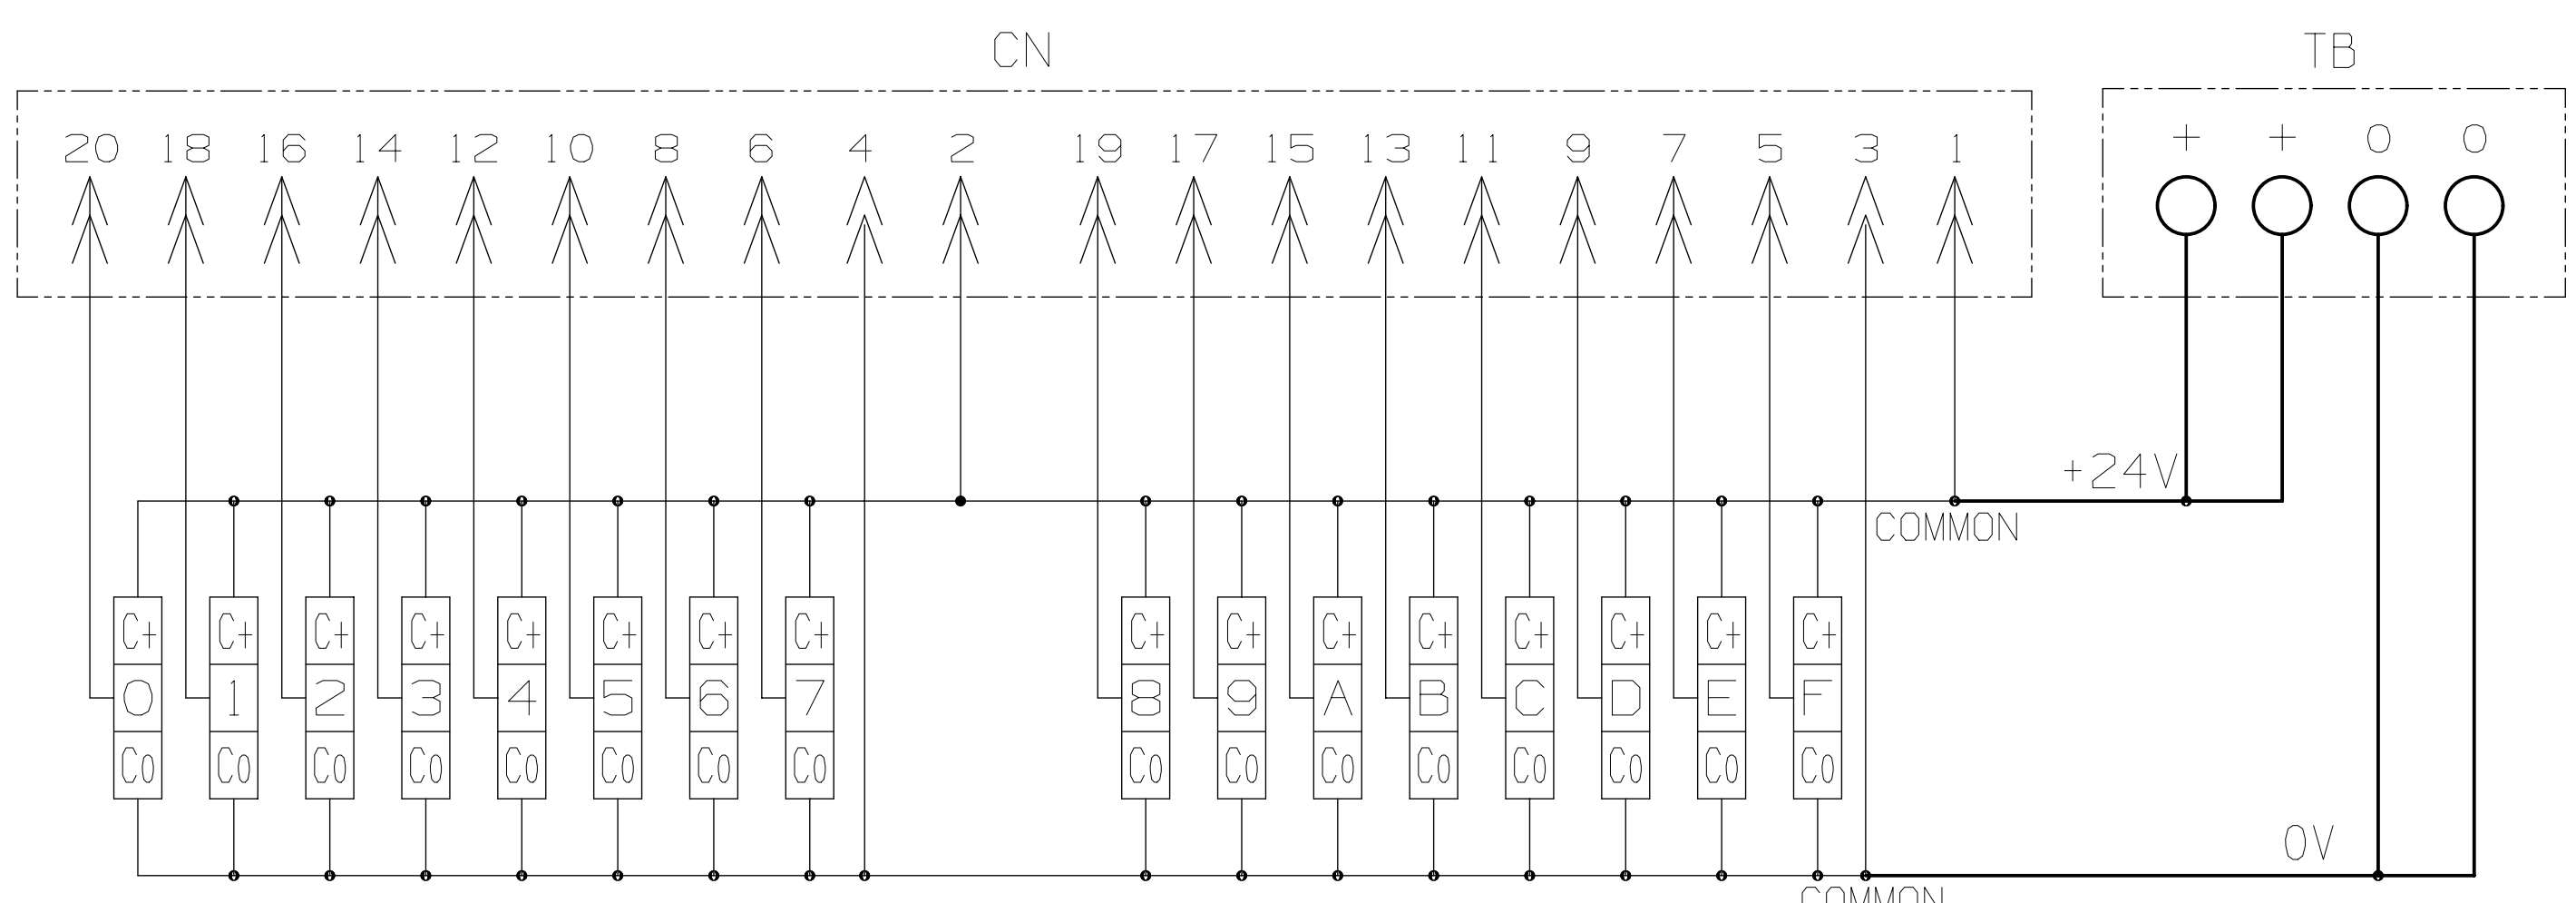 CN TB
20 18 16 14 12 10 8 6 4 2 19 17 15 13 11 9 7 5 3 1 + + 0 0
+24V
COMMON
C+ C+ C+ C+ C+ C+ C+ C+ C+ C+ C+ C+ C+ C+ C+ C+
0 1 2 3 4 5 6 7 8 9 A B C D E F
C0 C0 C0 C0 C0 C0 C0 C0 C0 C0 C0 C0 C0 C0 C0 C0
0V
COMMON